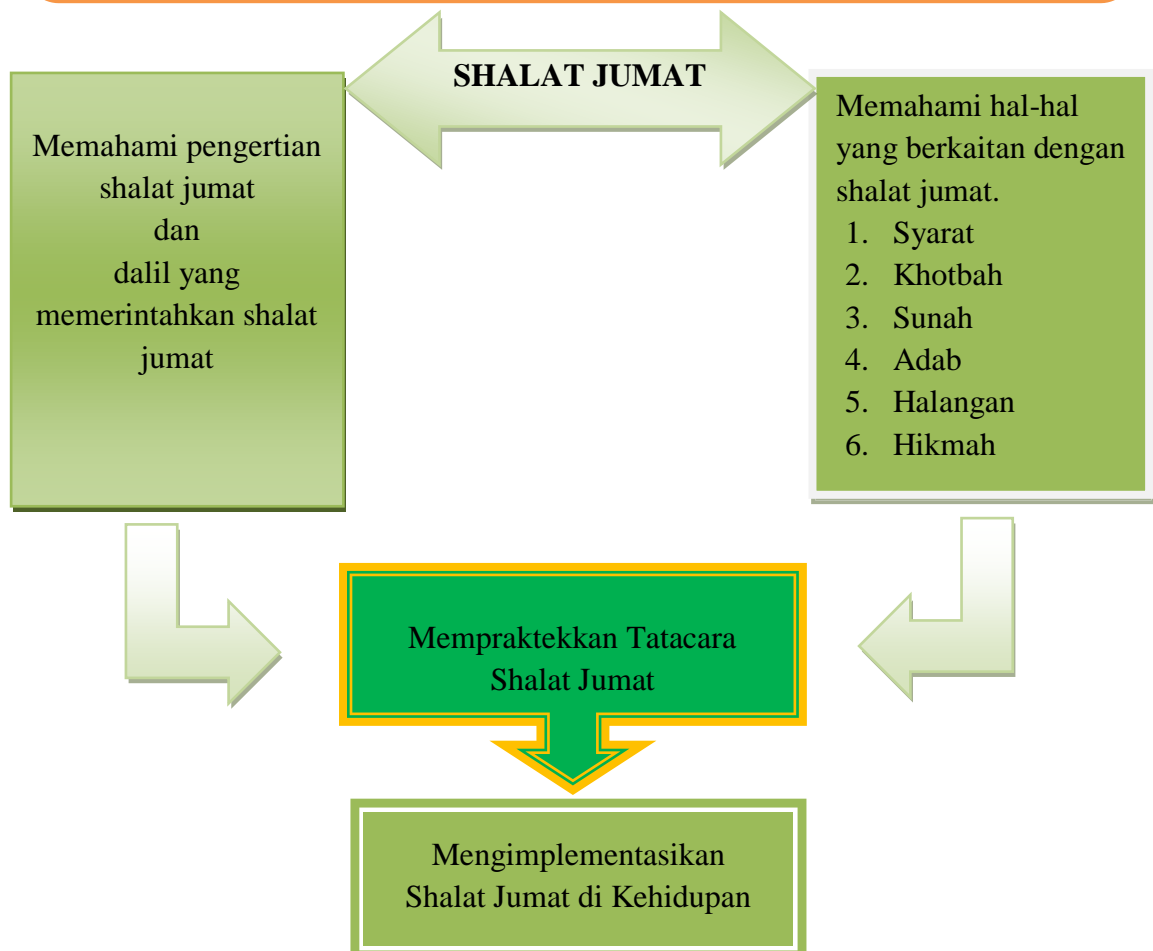 SHALAT JUMAT
Memahami pengertian
shalat jumat
dan
dalil yang
memerintahkan shalat
jumat
Memahami hal-hal
yang berkaitan dengan
shalat jumat.
1. Syarat
2. Khotbah
3. Sunah
4. Adab
5. Halangan
6. Hikmah
Mempraktekkan Tatacara
Shalat Jumat
Mengimplementasikan
Shalat Jumat di Kehidupan